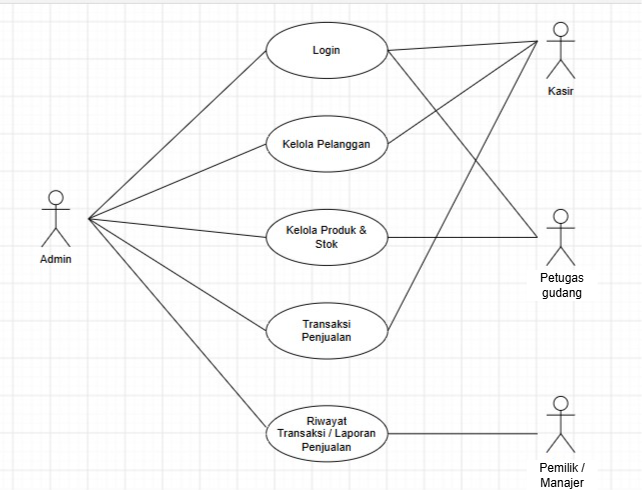 Login
Kasir
Kelola Pelanggan
Admin
Kelola Produk &
Stok
Petugas
gudang
Transaksi
Penjualan
Riwayat
Transaksi / Laporan
Penjualan
Pemilik /
Manajer